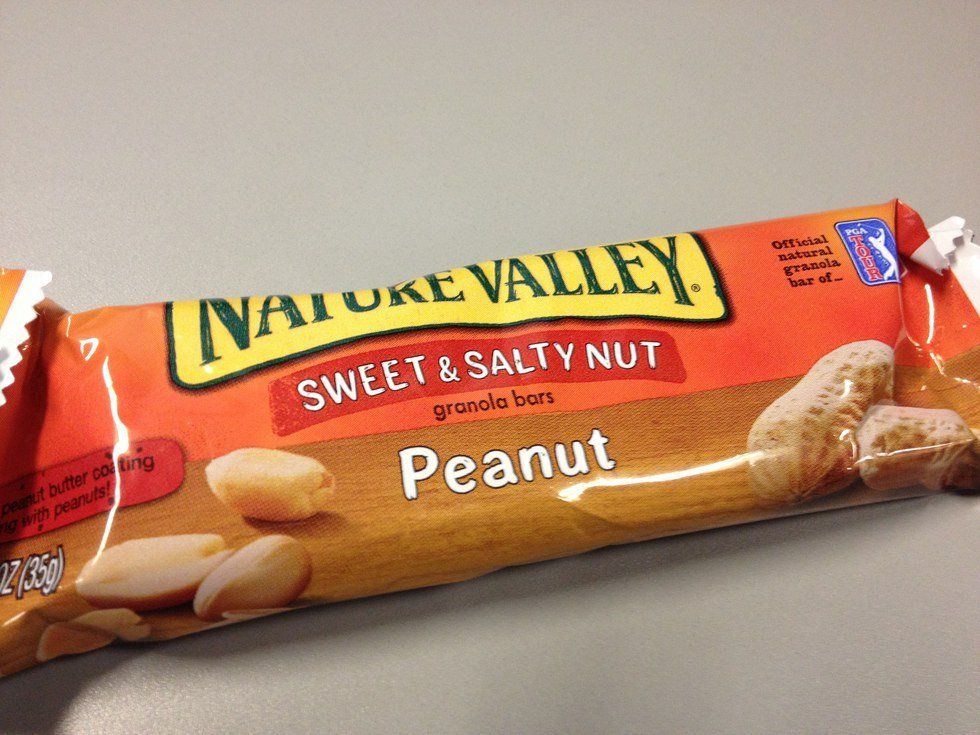 NATURE VALLEY®
SWEET & SALTY NUT
granola bars
Peanut
Official
natural
granola
bar of...
PGA
TOUR
peanut butter coating
with peanuts!
OZ (35g)